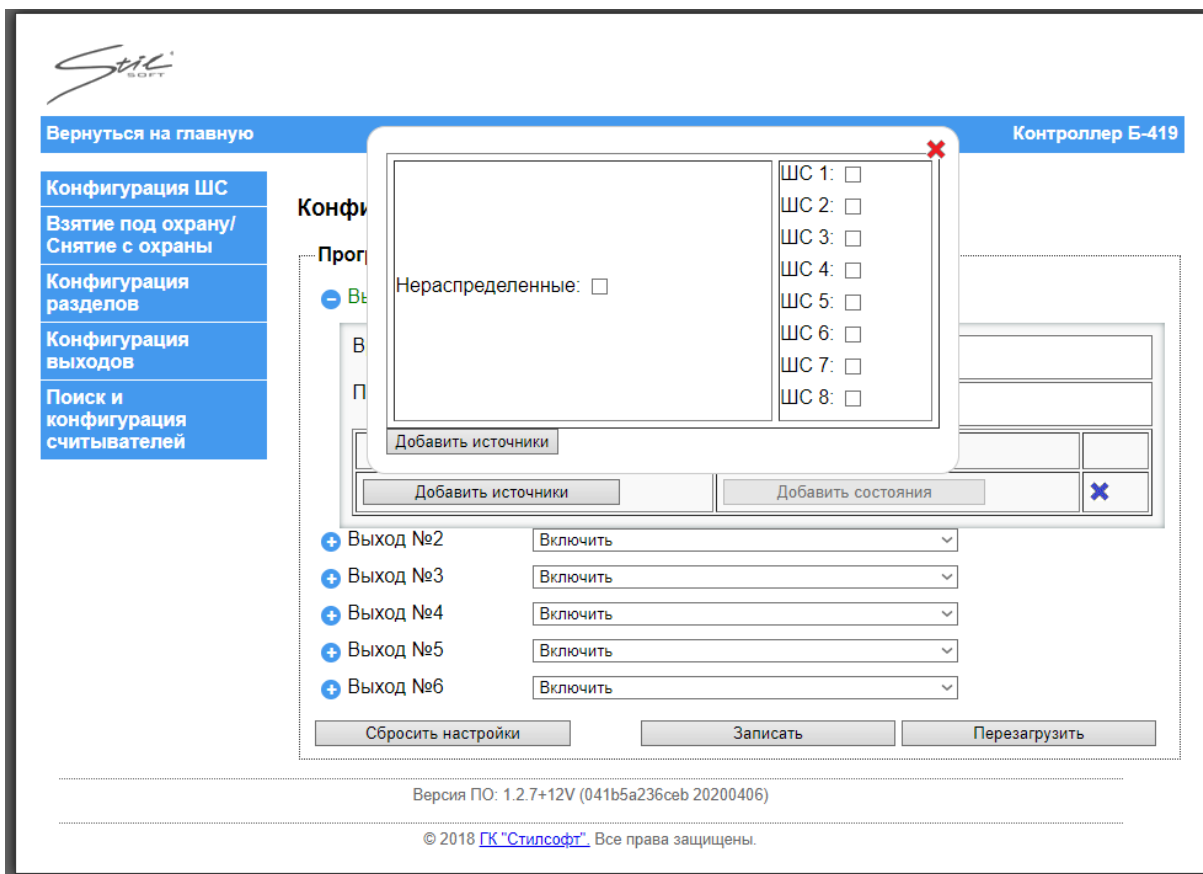 Stil
SOFT
Вернуться на главную
Контроллер Б-419
Конфигурация ШС
Взятие под охрану/
Снятие с охраны
Конфигурация
разделов
Конфигурация
выходов
Поиск и
конфигурация
считывателей
Нераспределенные:
ШС 1:
ШС 2:
ШС 3:
ШС 4:
ШС 5:
ШС 6:
ШС 7:
ШС 8:
Добавить источники
Добавить источники
Добавить состояния
Выход №2
Включить
Выход №3
Включить
Выход №4
Включить
Выход №5
Включить
Выход №6
Включить
Сбросить настройки
Записать
Перезагрузить
Версия ПО: 1.2.7+12V (041b5a236ceb 20200406)
© 2018 ГК "Стилсофт". Все права защищены.